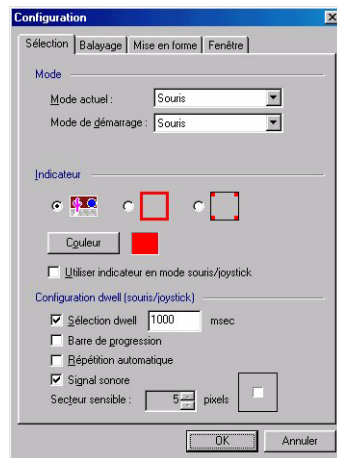 Configuration
Sélection Balayage Mise en forme Fenêtre
Mode
Mode actuel : Souris
Mode de démarrage : Souris
Indicateur
Couleur
Utiliser indicateur en mode souris/joystick
Configuration dwell (souris/joystick)
Sélection dwell 1000 msec
Barre de progression
Répétition automatique
Signal sonore
Secteur sensible : 5 pixels
OK Annuler